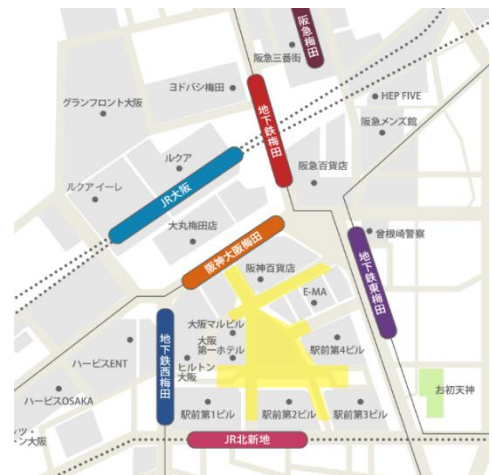 阪急梅田
阪急三番街
ヨドバシ梅田
地下鉄梅田
HEP FIVE
グランフロント大阪
阪急メンズ館
ルクア
阪急百貨店
ルクア イーレ
JR大阪
大丸梅田店
曾根崎警察
阪神大阪梅田
地下鉄東梅田
阪神百貨店
E-MA
大阪マルビル
地下鉄西梅田
大阪
第一ホテル
駅前第4ビル
ハービスENT
ヒルトン
大阪
お初天神
ハービスOSAKA
駅前第1ビル
駅前第2ビル
駅前第3ビル
ッツ・
トン大阪
JR北新地